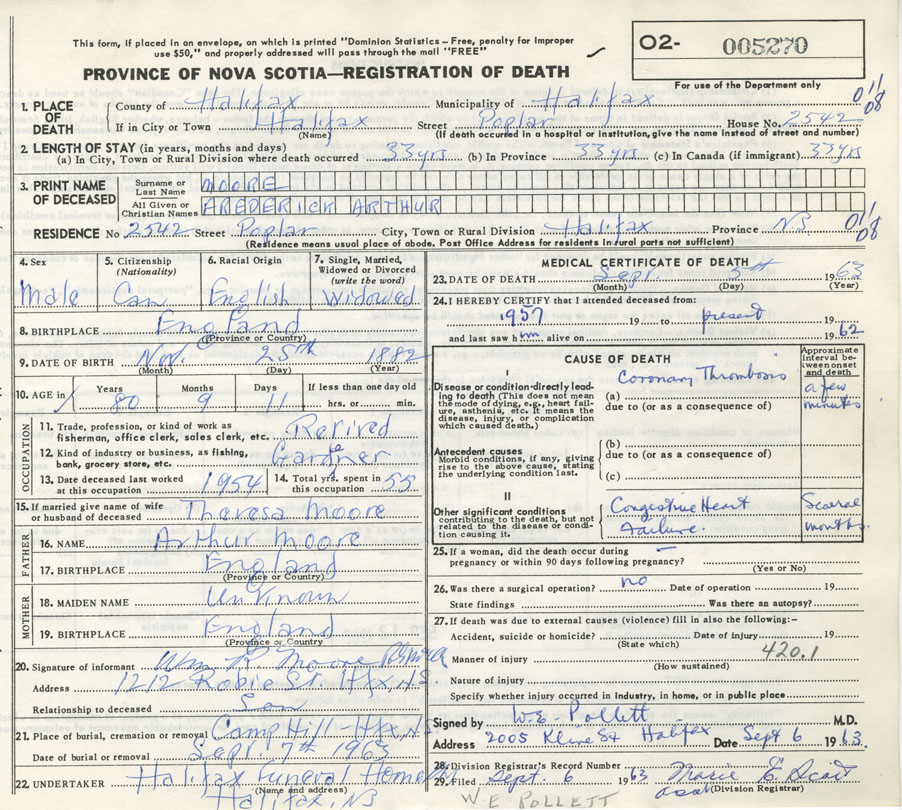 This form, if placed in an envelope, on which is printed "Dominion Statistics – Free, penalty for improper
use $50," and properly addressed will pass through the mail "FREE"
O2- 005270
For use of the Department only
PROVINCE OF NOVA SCOTIA—REGISTRATION OF DEATH
1. PLACE OF DEATH
County of Halifax Municipality of Halifax
If in City or Town Halifax Street Poplar House No. 2542
(Name) (If death occurred in a hospital or institution, give the name instead of street and number)
2. LENGTH OF STAY (in years, months and days)
(a) In City, Town or Rural Division where death occurred 33 yrs (b) In Province 33 yrs (c) In Canada (if immigrant) 33 yrs
3. PRINT NAME OF DECEASED
Surname or Last Name MOORE
All Given or Christian Names FREDERICK ARTHUR
RESIDENCE No 2542 Street Poplar City, Town or Rural Division Halifax Province N.S.
(Residence means usual place of abode. Post Office Address for residents in rural parts not sufficient)
4. Sex Male
5. Citizenship (Nationality) Can
6. Racial Origin English
7. Single, Married, Widowed or Divorced (write the word) Widowed
8. BIRTHPLACE England
(Province or Country)
9. DATE OF BIRTH Nov. 25th 1882
(Month) (Day) (Year)
10. AGE in Years 80 Months 9 Days 11 If less than one day old hrs. or min.
OCCUPATION
11. Trade, profession, or kind of work as fisherman, office clerk, sales clerk, etc. Retired
12. Kind of industry or business, as fishing, bank, grocery store, etc. Gardner
13. Date deceased last worked at this occupation 1954
14. Total yrs. spent in this occupation 55
15. If married give name of wife or husband of deceased Theresa Moore
FATHER
16. NAME Arthur Moore
17. BIRTHPLACE England
(Province or Country)
MOTHER
18. MAIDEN NAME Unknown
19. BIRTHPLACE England
(Province or Country)
20. Signature of informant Wm R Moore
Address 1212 Robie St. Hfx, N.S.
Relationship to deceased Son
21. Place of burial, cremation or removal Camp Hill - Hfx, NS
Date of burial or removal Sept. 7th 1963
22. UNDERTAKER Halifax Funeral Home
(Name and address)
Halifax, NS
MEDICAL CERTIFICATE OF DEATH
23. DATE OF DEATH Sept. 5th 1963
(Month) (Day) (Year)
24. I HEREBY CERTIFY that I attended deceased from:
1957 19 to present 19
and last saw him alive on 1962
CAUSE OF DEATH
Approximate interval between onset and death
I
Disease or condition directly leading to death (This does not mean the mode of dying, e.g., heart failure, asthenia, etc. It means the disease, injury, or complication which caused death.)
(a) Coronary Thrombosis a few minutes
due to (or as a consequence of)
Antecedent causes
Morbid conditions, if any, giving rise to the above cause, stating the underlying condition last.
(b)
due to (or as a consequence of)
(c)
II
Other significant conditions contributing to the death, but not related to the disease or condition causing it.
Congestive Heart Failure.
months.
25. If a woman, did the death occur during pregnancy or within 90 days following pregnancy? –
(Yes or No)
26. Was there a surgical operation? no Date of operation 19
State findings Was there an autopsy?
27. If death was due to external causes (violence) fill in also the following:–
Accident, suicide or homicide? Date of injury 19
(State which)
420.1
Manner of injury
(How sustained)
Nature of injury
Specify whether injury occurred in industry, in home, or in public place
Signed by W.E. Pollett M.D.
Address 2005 Kline St Halifax Date Sept 6 1963.
28. Division Registrar's Record Number
29. Filed Sept. 6 1963 Marie E.
(Division Registrar)
W E POLLETT